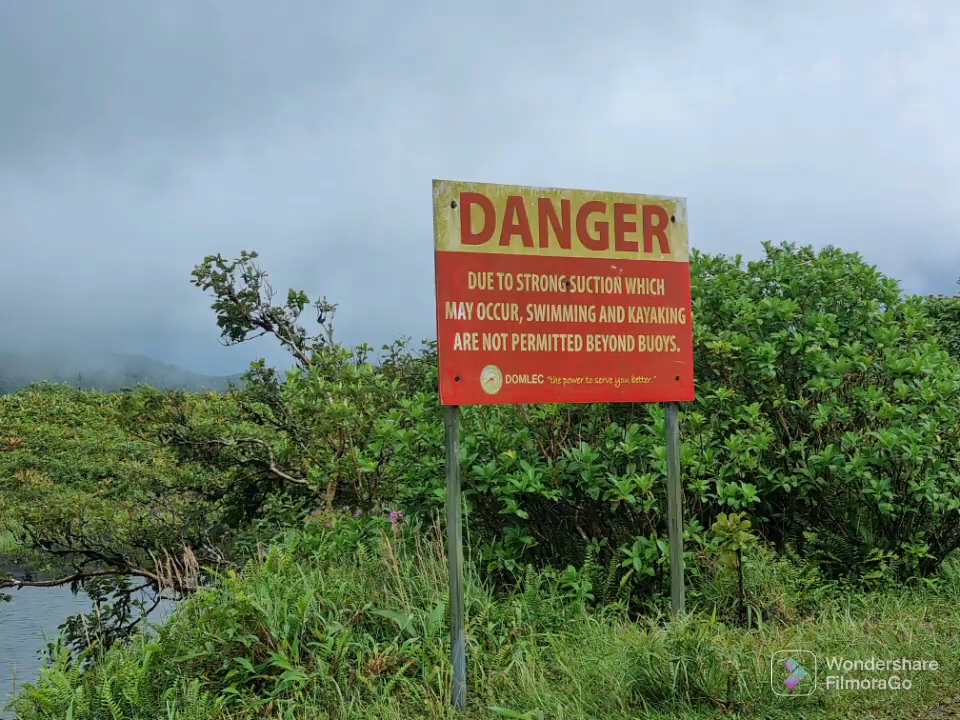 DANGER
DUE TO STRONG SUCTION WHICH
MAY OCCUR, SWIMMING AND KAYAKING
ARE NOT PERMITTED BEYOND BUOYS.
DOMLEC "the power to serve you better."
Wondershare
FilmoraGo